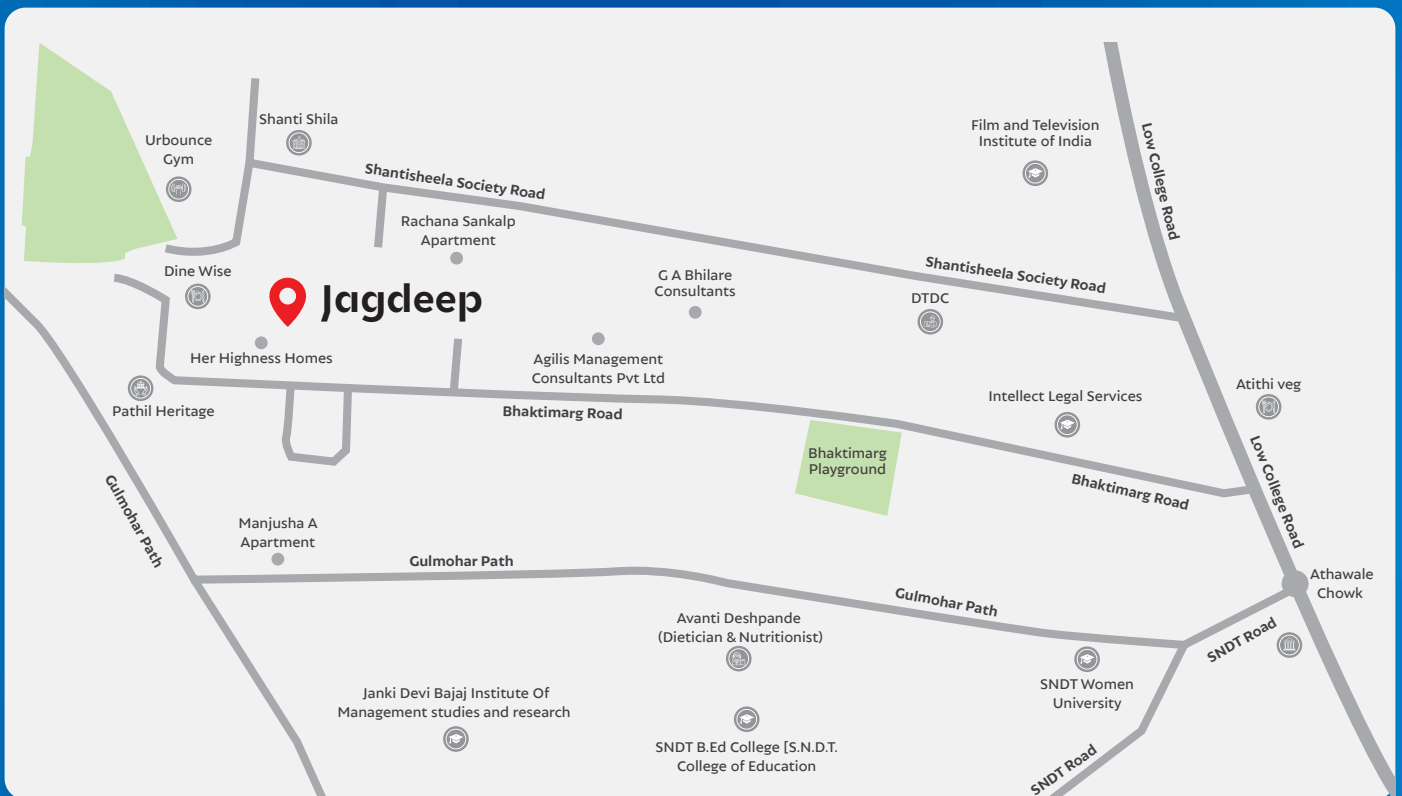 Shanti Shila
Film and Television
Institute of India
Low College Road
Urbounce
Gym
Shantisheela Society Road
Rachana Sankalp
Apartment
Dine Wise
G A Bhilare
Consultants
Shantisheela Society Road
DTDC
Jagdeep
Her Highness Homes
Agilis Management
Consultants Pvt Ltd
Atithi veg
Intellect Legal Services
Pathil Heritage
Bhaktimarg Road
Bhaktimarg
Playground
Bhaktimarg Road
Low College Road
Gulmohar Path
Manjusha A
Apartment
Gulmohar Path
Athawale
Chowk
Gulmohar Path
Avanti Deshpande
(Dietician & Nutritionist)
SNDT Road
SNDT Women
University
Janki Devi Bajaj Institute Of
Management studies and research
SNDT B.Ed College [S.N.D.T.
College of Education
SNDT Road